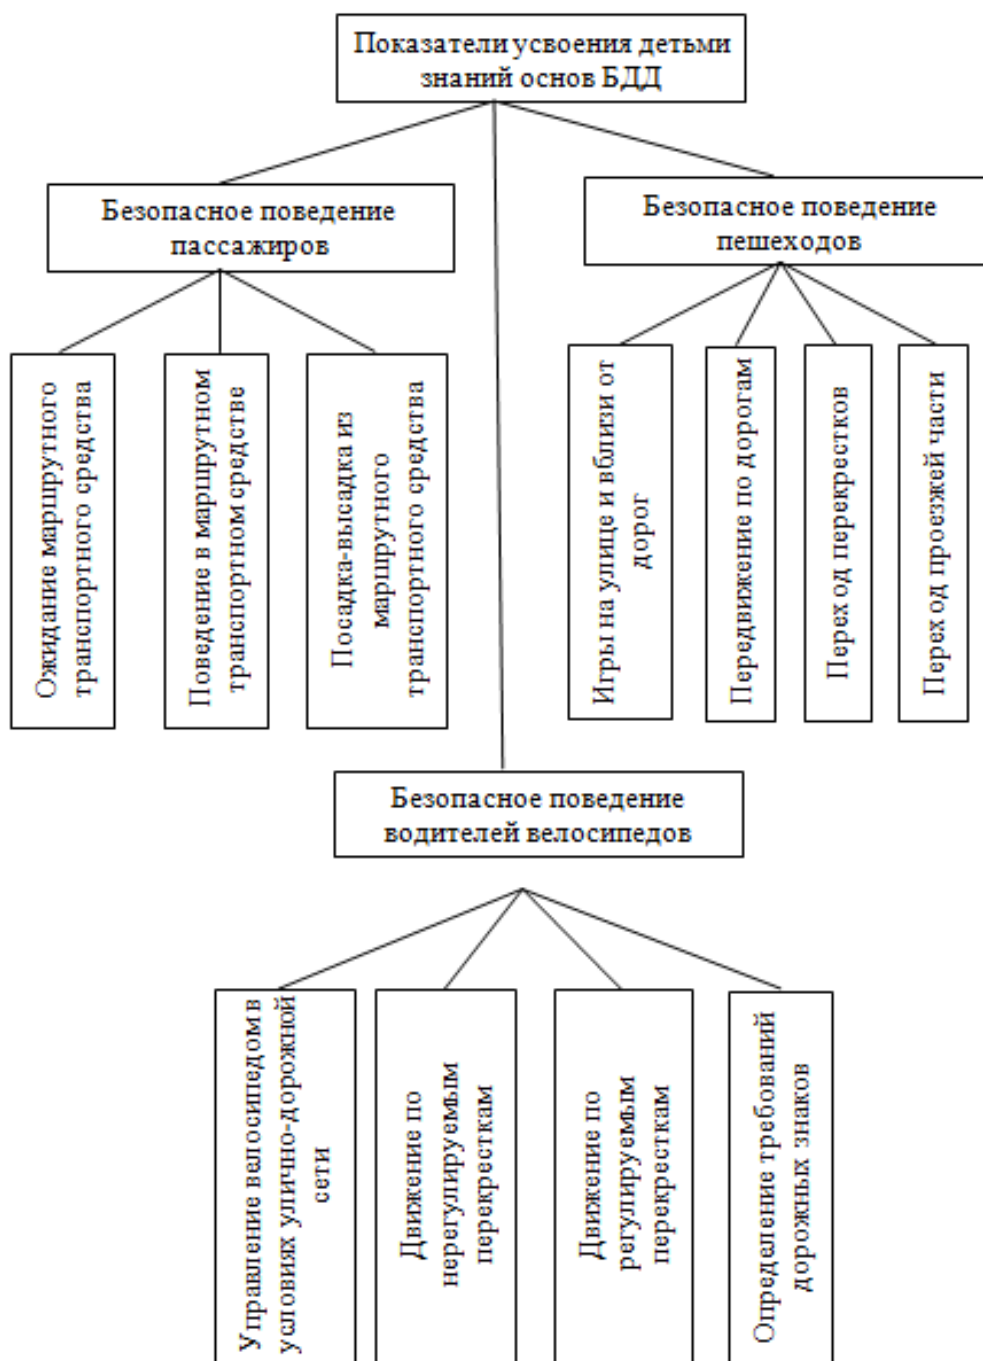 Показатели усвоения детьми
знаний основ БДД
Безопасное поведение
пассажиров
Безопасное поведение
пешеходов
Ожидание маршрутного
транспортного средства
Поведение в маршрутном
транспортном средстве
Посадка-высадка из
маршрутного
транспортного средства
Игры на улице и вблизи от
дорог
Передвижение по дорогам
Переход перекрестков
Переход проезжей части
Безопасное поведение
водителей велосипедов
Управление велосипедом в
условиях улично-дорожной
сети
Движение по
нерегулируемым
перекресткам
Движение по
регулируемым
перекресткам
Определение требований
дорожных знаков